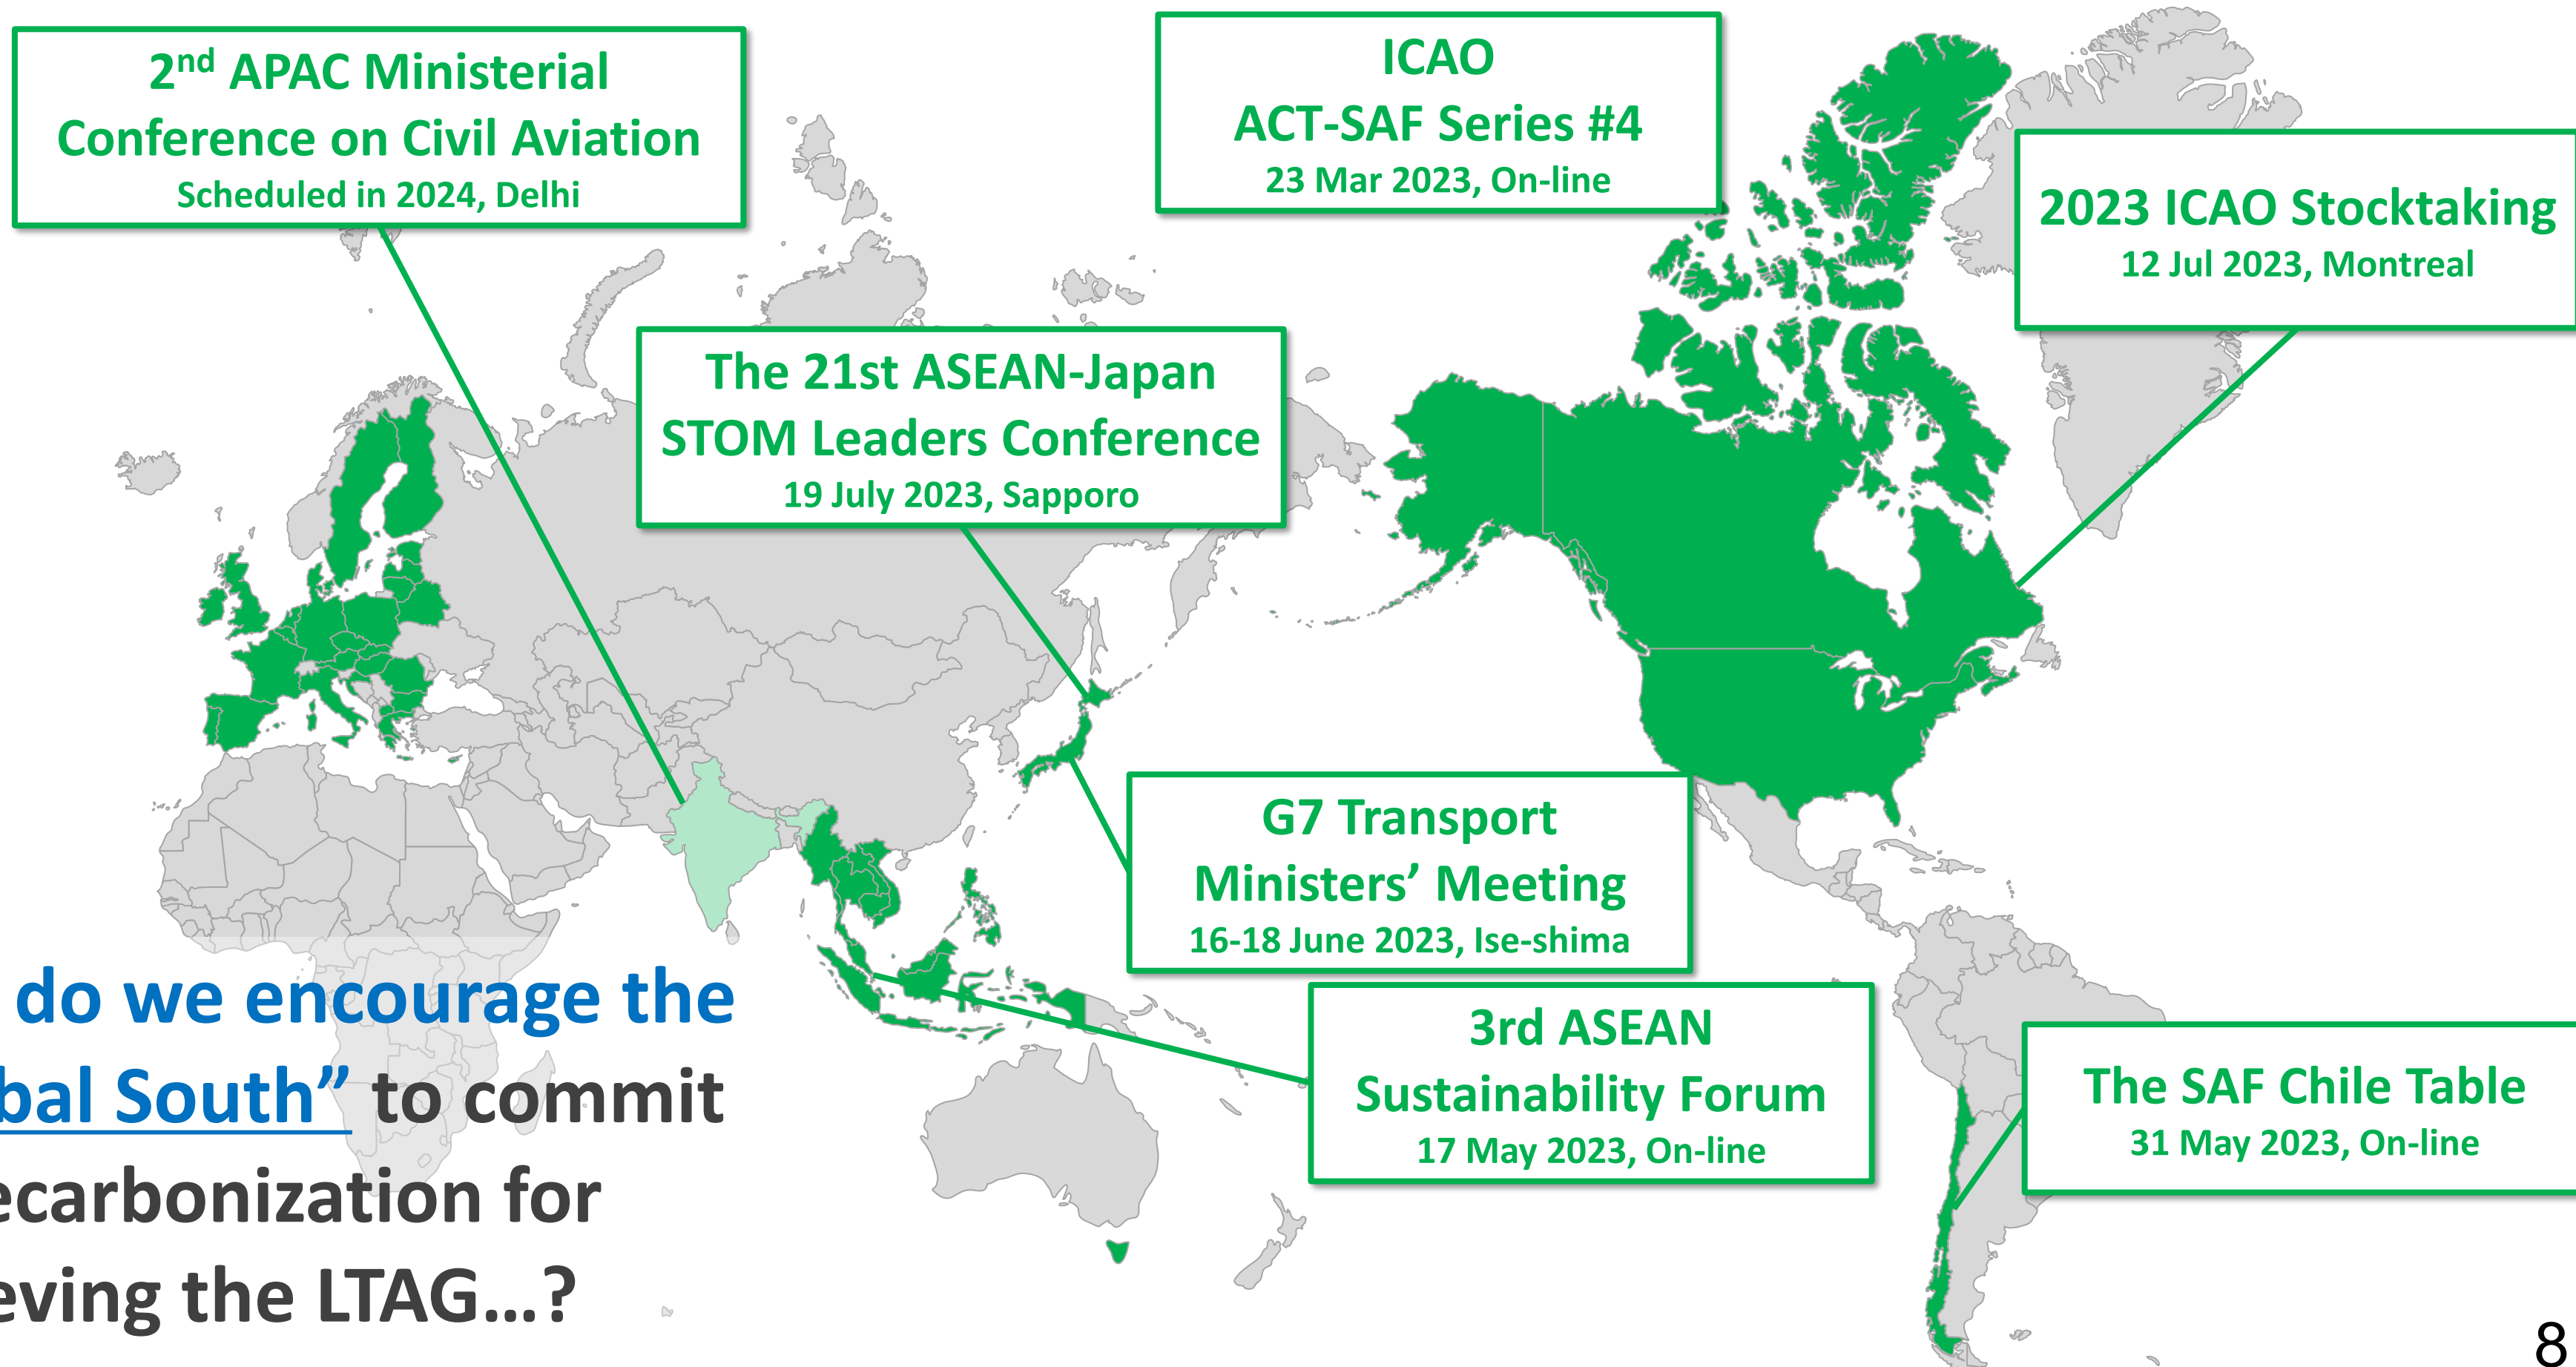 2nd APAC Ministerial
Conference on Civil Aviation
Scheduled in 2024, Delhi
ICAO
ACT-SAF Series #4
23 Mar 2023, On-line
2023 ICAO Stocktaking
12 Jul 2023, Montreal
The 21st ASEAN-Japan
STOM Leaders Conference
19 July 2023, Sapporo
G7 Transport
Ministers’ Meeting
16-18 June 2023, Ise-shima
3rd ASEAN
Sustainability Forum
17 May 2023, On-line
The SAF Chile Table
31 May 2023, On-line
do we encourage the
bal South” to commit
ecarbonization for
eving the LTAG...?
8